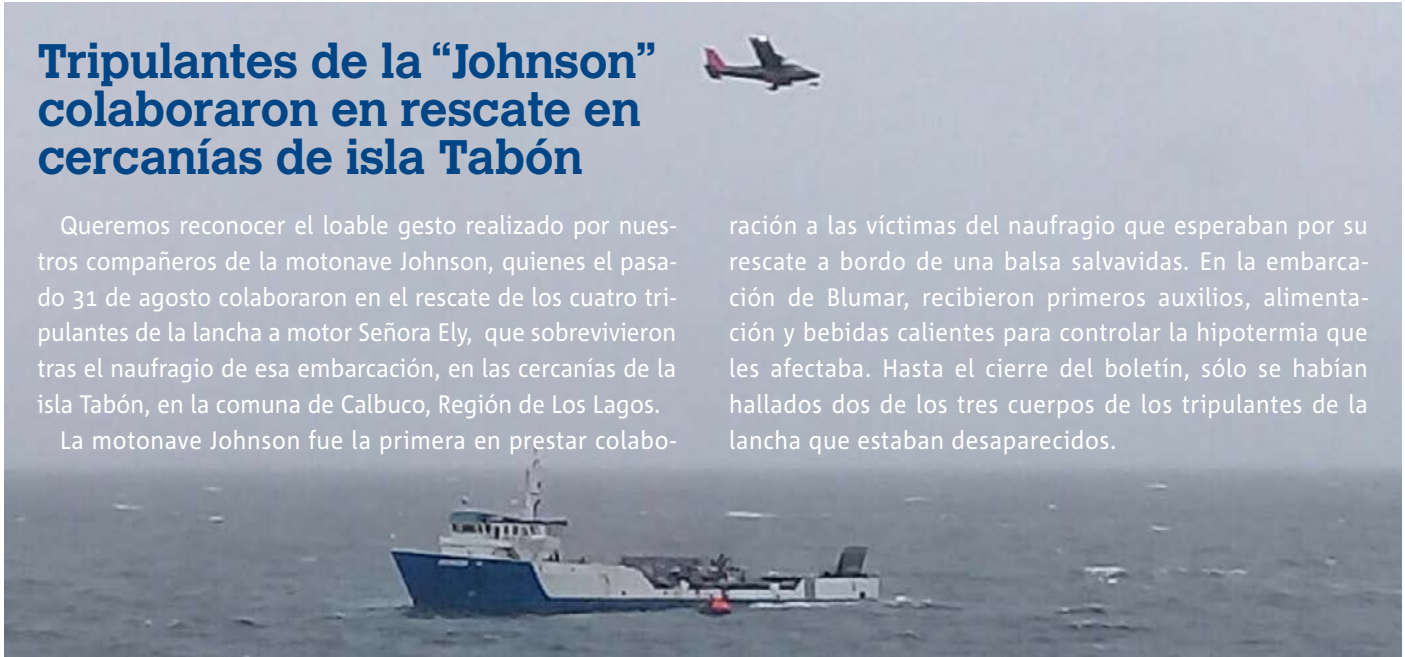 Tripulantes de la “Johnson”
colaboraron en rescate en
cercanías de isla Tabón
Queremos reconocer el loable gesto realizado por nues-
tros compañeros de la motonave Johnson, quienes el pasa-
do 31 de agosto colaboraron en el rescate de los cuatro tri-
pulantes de la lancha a motor Señora Ely, que sobrevivieron
tras el naufragio de esa embarcación, en las cercanías de la
isla Tabón, en la comuna de Calbuco, Región de Los Lagos.
La motonave Johnson fue la primera en prestar colabo-
ración a las víctimas del naufragio que esperaban por su
rescate a bordo de una balsa salvavidas. En la embarca-
ción de Blumar, recibieron primeros auxilios, alimenta-
ción y bebidas calientes para controlar la hipotermia que
les afectaba. Hasta el cierre del boletín, sólo se habían
hallados dos de los tres cuerpos de los tripulantes de la
lancha que estaban desaparecidos.